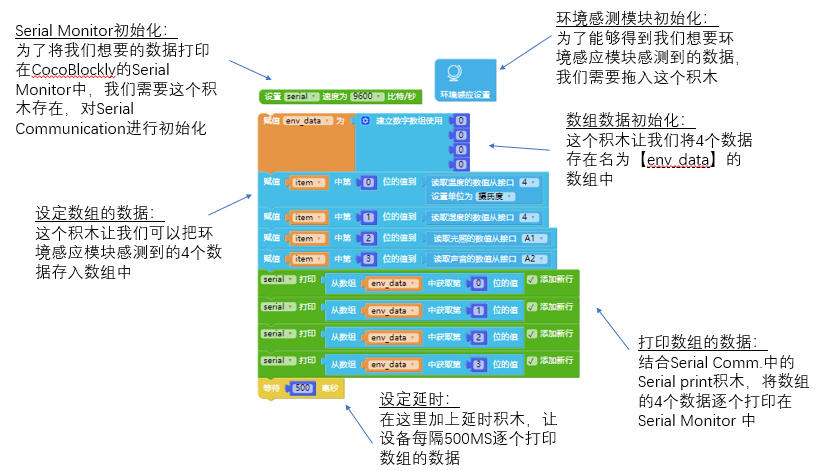 Serial Monitor初始化：
为了将我们想要的数据打印
在CocoBlockly的Serial
Monitor中，我们需要这个积
木存在，对Serial
Communication进行初始化
环境感测模块初始化：
为了能够得到我们想要环
境感应模块感测到的数据，
我们需要拖入这个积木
设置 serial 速度为 9600 比特/秒
环境感应设置
赋值 env_data 为 建立数字数组使用 0
0
0
0
数组数据初始化：
这个积木让我们将4个数据
存在名为【env_data】的
数组中
赋值 item 中第 0 位的值到 读取温度的数值从接口 4
设置单位为 摄氏度
赋值 item 中第 1 位的值到 读取湿度的数值从接口 4
赋值 item 中第 2 位的值到 读取光照的数值从接口 A1
赋值 item 中第 3 位的值到 读取声音的数值从接口 A2
设定数组的数据：
这个积木让我们可以把环
境感应模块感测到的4个数
据存入数组中
serial 打印 从数组 env_data 中获取第 0 位的值 添加新行
serial 打印 从数组 env_data 中获取第 1 位的值 添加新行
serial 打印 从数组 env_data 中获取第 2 位的值 添加新行
serial 打印 从数组 env_data 中获取第 3 位的值 添加新行
等待 500 毫秒
打印数组的数据：
结合Serial Comm.中的
Serial print积木，将数组
的4个数据逐个打印在
Serial Monitor 中
设定延时：
在这里加上延时积木，让
设备每隔500MS逐个打印
数组的数据